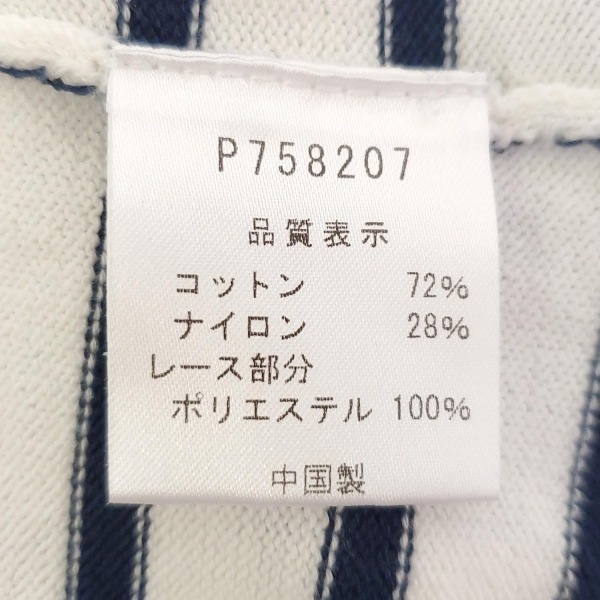 P758207
品質表示
コットン 72%
ナイロン 28%
レース部分
ポリエステル 100%
中国製